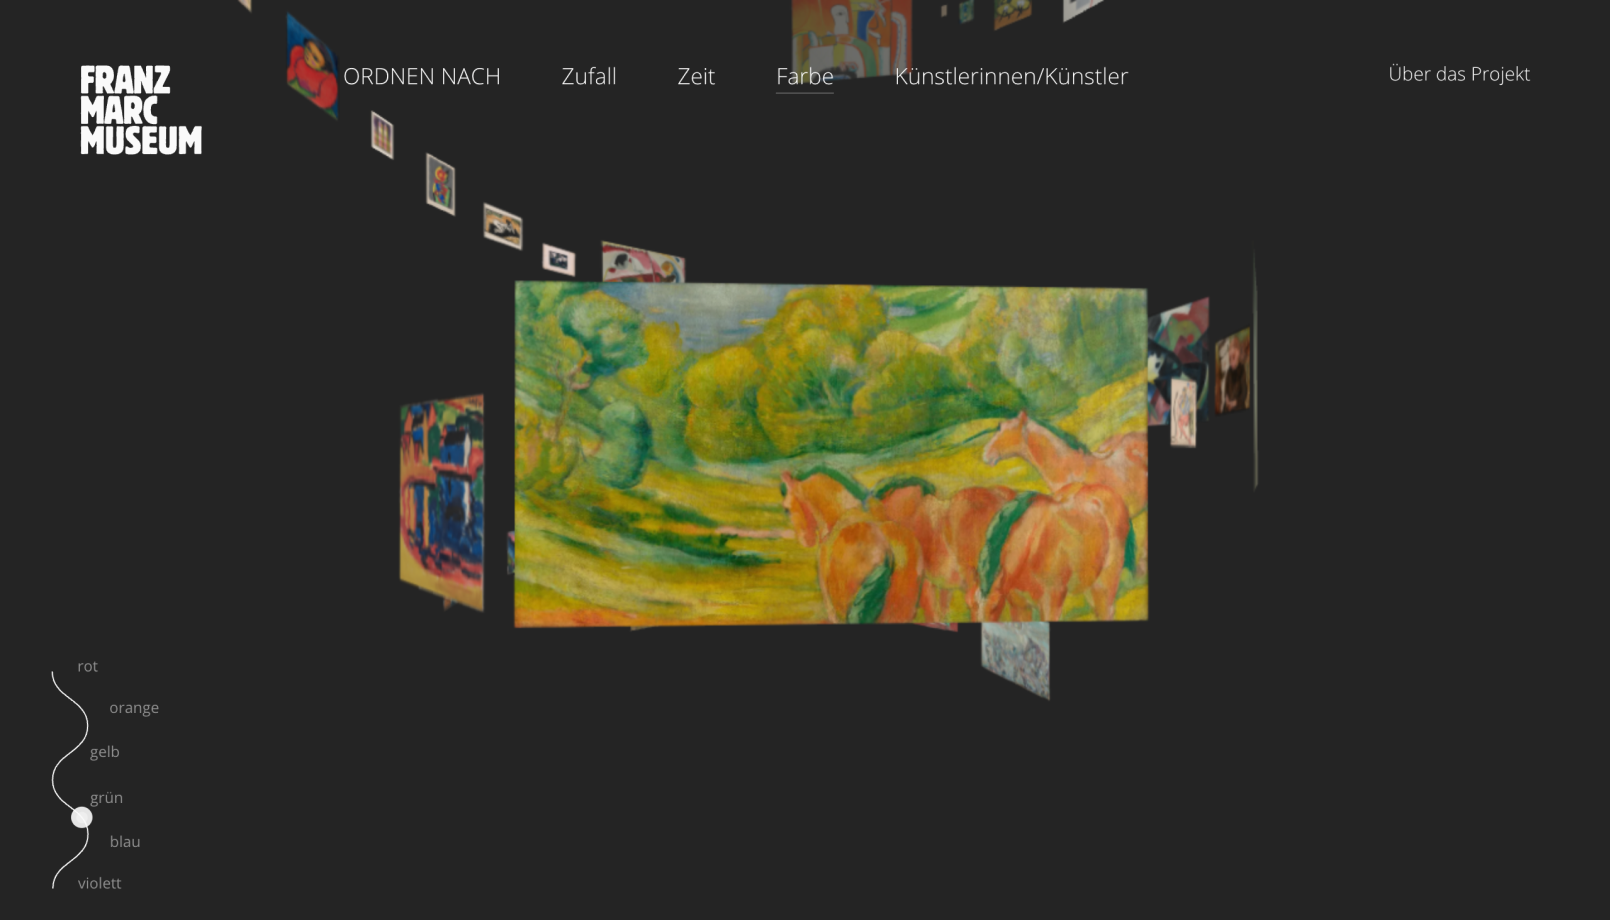 FRANZ
MARC
MUSEUM
ORDNEN NACH
Zufall
Zeit
Farbe
Künstlerinnen/Künstler
Über das Projekt
rot
orange
gelb
grün
blau
violett